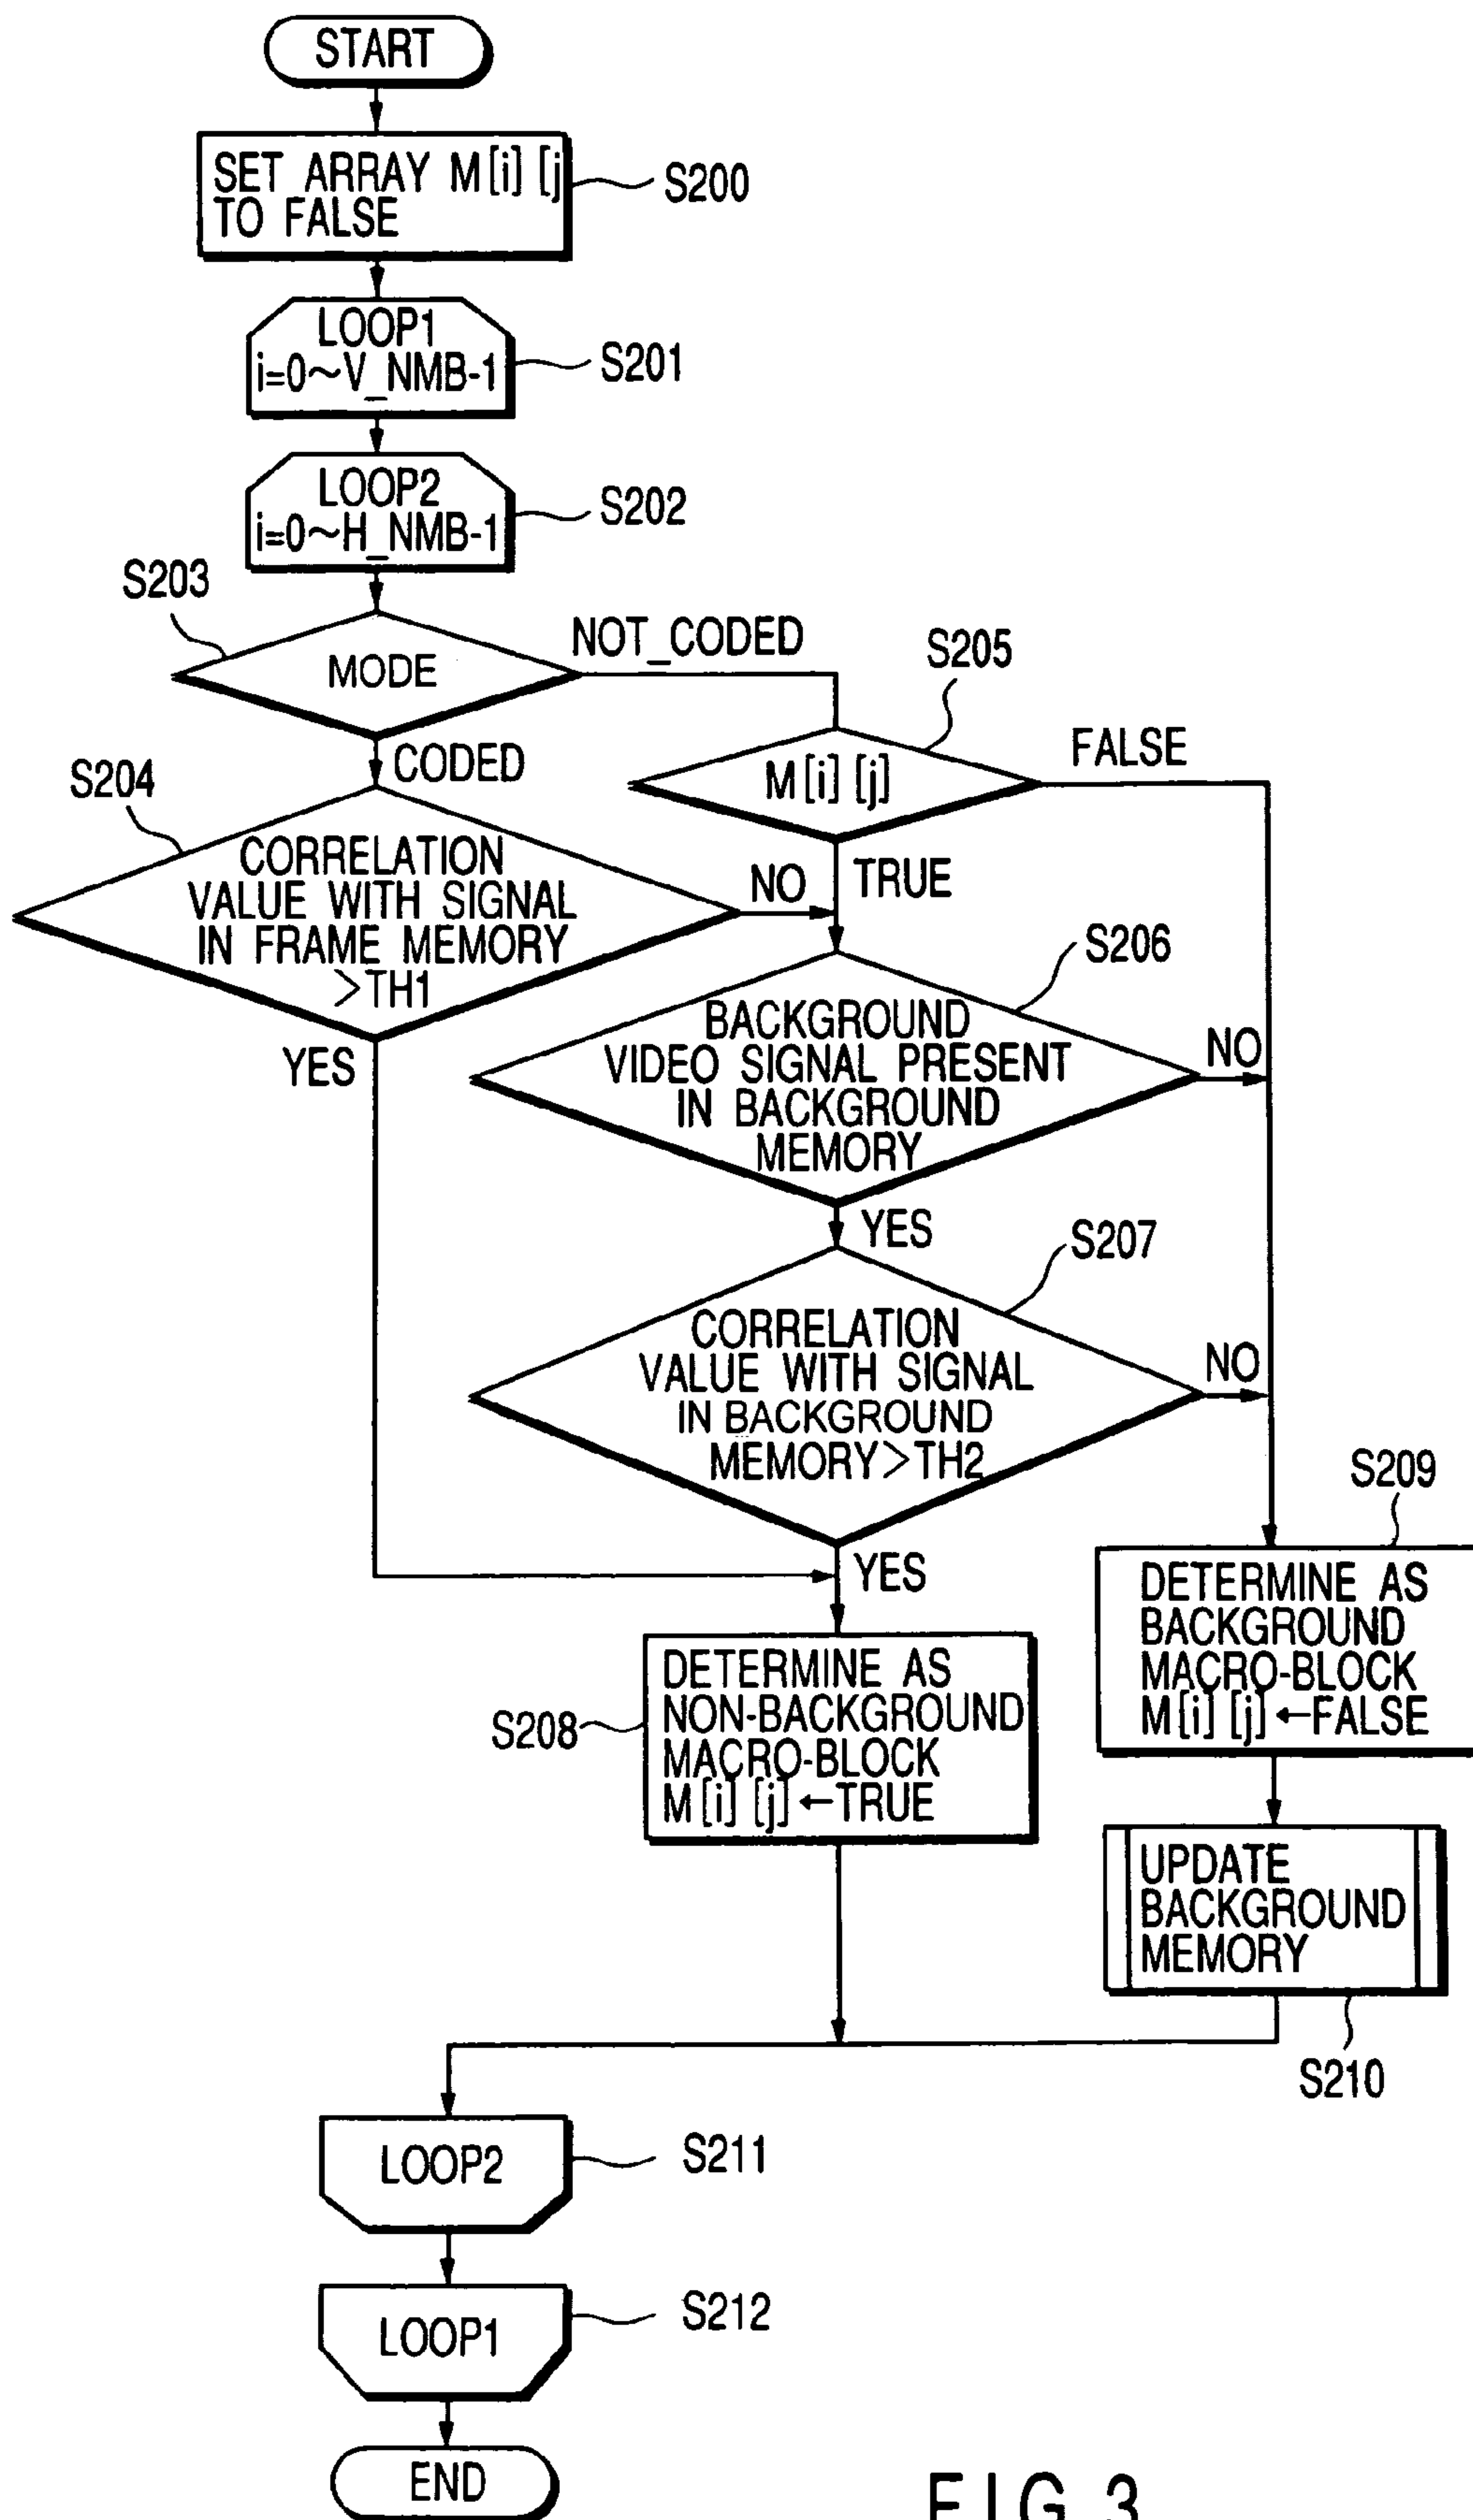 START
SET ARRAY M[i] [j
TO FALSE
S200
LOOP1
i=0~V_NMB-1
S201
LOOP2
i=0~H_NMB-1
S202
S203
MODE
NOT_CODED
CODED
S205
M[i] [j]
FALSE
TRUE
S204
CORRELATION
VALUE WITH SIGNAL
IN FRAME MEMORY
>TH1
NO
YES
S206
BACKGROUND
VIDEO SIGNAL PRESENT
IN BACKGROUND
MEMORY
NO
YES
S207
CORRELATION
VALUE WITH SIGNAL
IN BACKGROUND
MEMORY>TH2
NO
YES
S208
DETERMINE AS
NON-BACKGROUND
MACRO-BLOCK
M[i] [j]←TRUE
S209
DETERMINE AS
BACKGROUND
MACRO-BLOCK
M[i] [j]←FALSE
UPDATE
BACKGROUND
MEMORY
S210
LOOP2
S211
LOOP1
S212
END
FIG.3